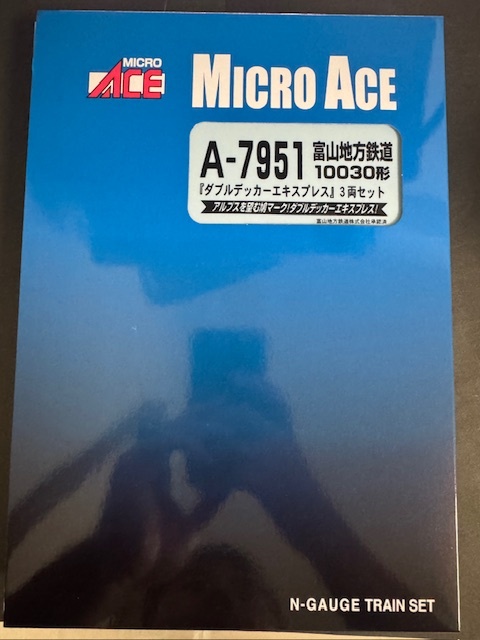 MICRO
ACE
MICRO ACE
A-7951 富山地方鉄道
10030形
『ダブルデッカーエキスプレス』3両セット
アルプスを望む鳩マーク!ダブルデッカーエキスプレス!
富山地方鉄道株式会社承認済
N-GAUGE TRAIN SET